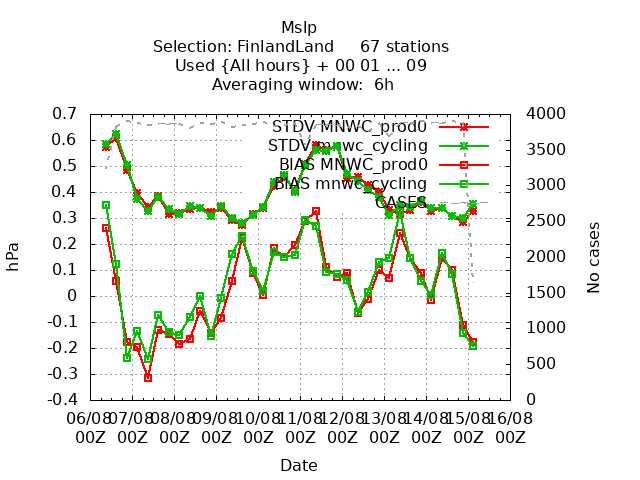 Mslp
Selection: FinlandLand 67 stations
Used {All hours} + 00 01 ... 09
Averaging window: 6h
0.7
0.6
0.5
0.4
0.3
0.2
0.1
0
-0.1
-0.2
-0.3
-0.4
hPa
4000
3500
3000
2500
2000
1500
1000
500
0
No cases
STDV MNWC_prod0
STDV mnwc_cycling
BIAS MNWC_prod0
BIAS mnwc_cycling
CASES
06/08 07/08 08/08 09/08 10/08 11/08 12/08 13/08 14/08 15/08 16/08
00Z 00Z 00Z 00Z 00Z 00Z 00Z 00Z 00Z 00Z 00Z
Date